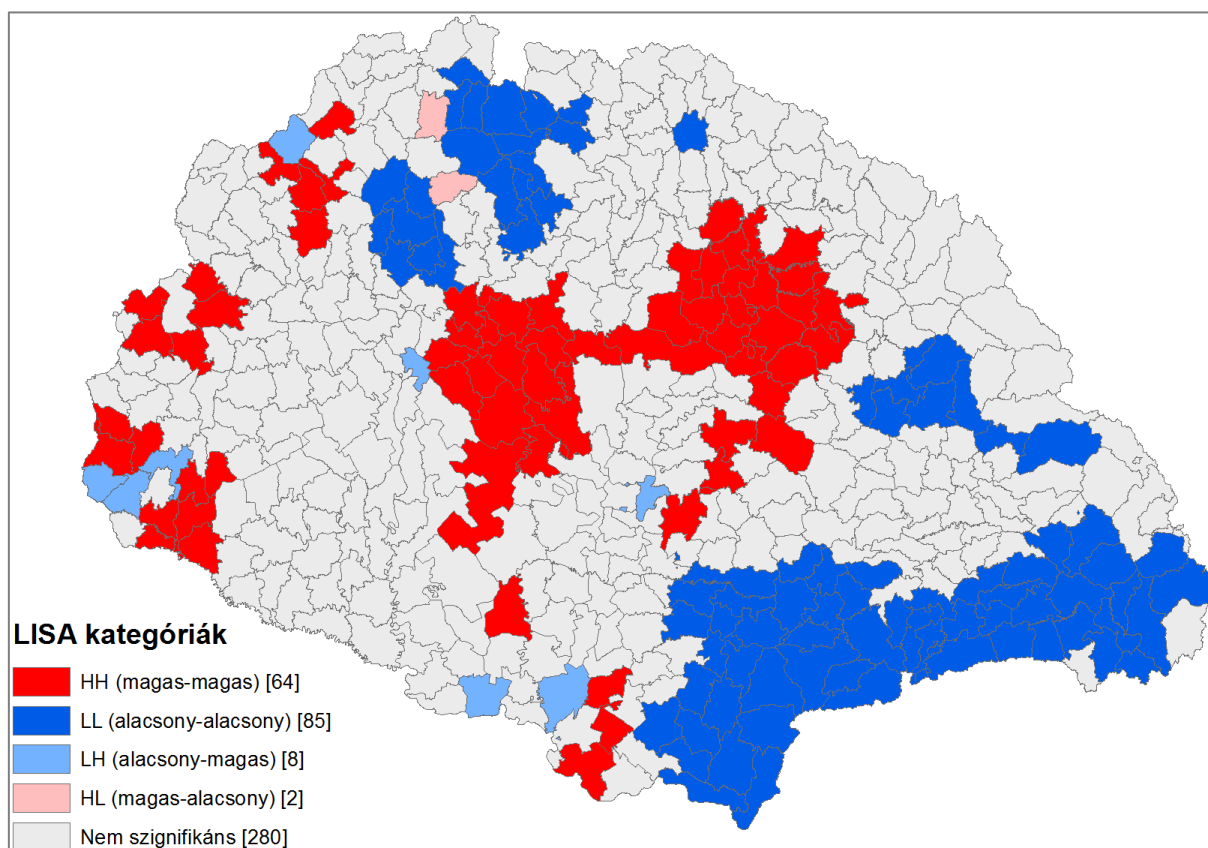 LISA kategóriák
HH (magas-magas) [64]
LL (alacsony-alacsony) [85]
LH (alacsony-magas) [8]
HL (magas-alacsony) [2]
Nem szignifikáns [280]